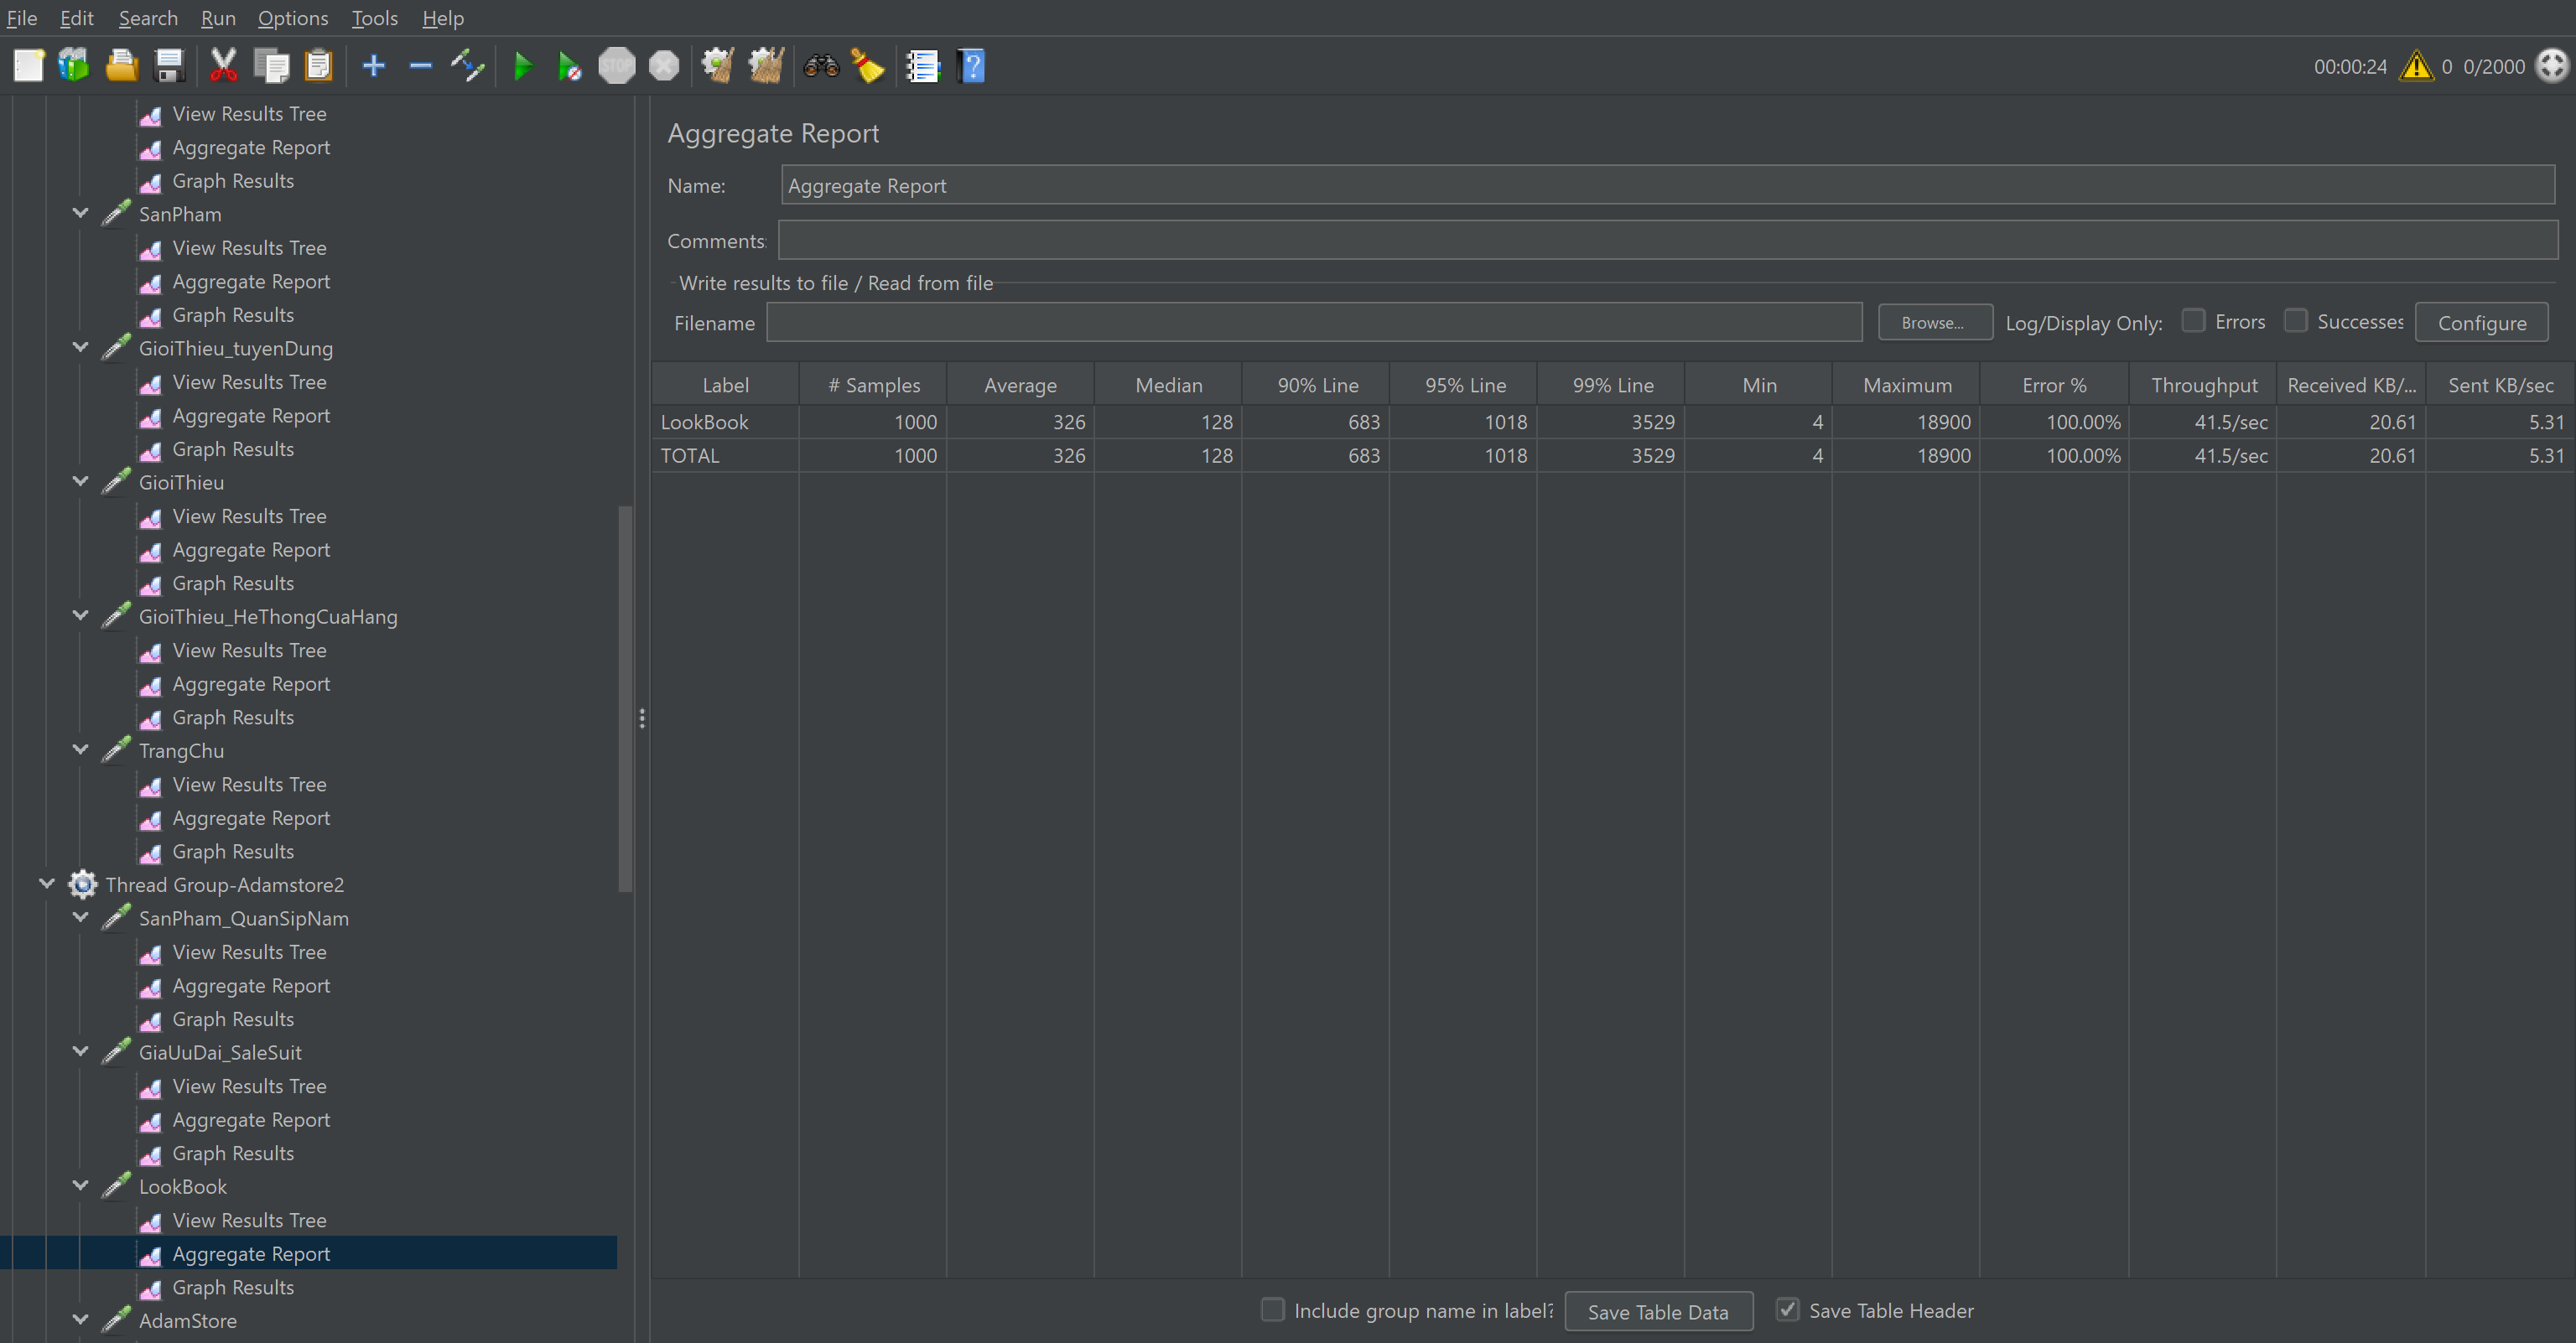 File Edit Search Run Options Tools Help
STOP
00:00:24 0 0/2000
View Results Tree
Aggregate Report
Graph Results
SanPham
View Results Tree
Aggregate Report
Graph Results
GioiThieu_tuyenDung
View Results Tree
Aggregate Report
Graph Results
GioiThieu
View Results Tree
Aggregate Report
Graph Results
GioiThieu_HeThongCuaHang
View Results Tree
Aggregate Report
Graph Results
TrangChu
View Results Tree
Aggregate Report
Graph Results
Thread Group-Adamstore2
SanPham_QuanSipNam
View Results Tree
Aggregate Report
Graph Results
GiaUuDai_SaleSuit
View Results Tree
Aggregate Report
Graph Results
LookBook
View Results Tree
Aggregate Report
Graph Results
AdamStore
Aggregate Report
Name: Aggregate Report
Comments:
Write results to file / Read from file
Filename Browse... Log/Display Only: Errors Successes Configure
Label # Samples Average Median 90% Line 95% Line 99% Line Min Maximum Error % Throughput Received KB/... Sent KB/sec
LookBook 1000 326 128 683 1018 3529 4 18900 100.00% 41.5/sec 20.61 5.31
TOTAL 1000 326 128 683 1018 3529 4 18900 100.00% 41.5/sec 20.61 5.31
Include group name in label? Save Table Data Save Table Header